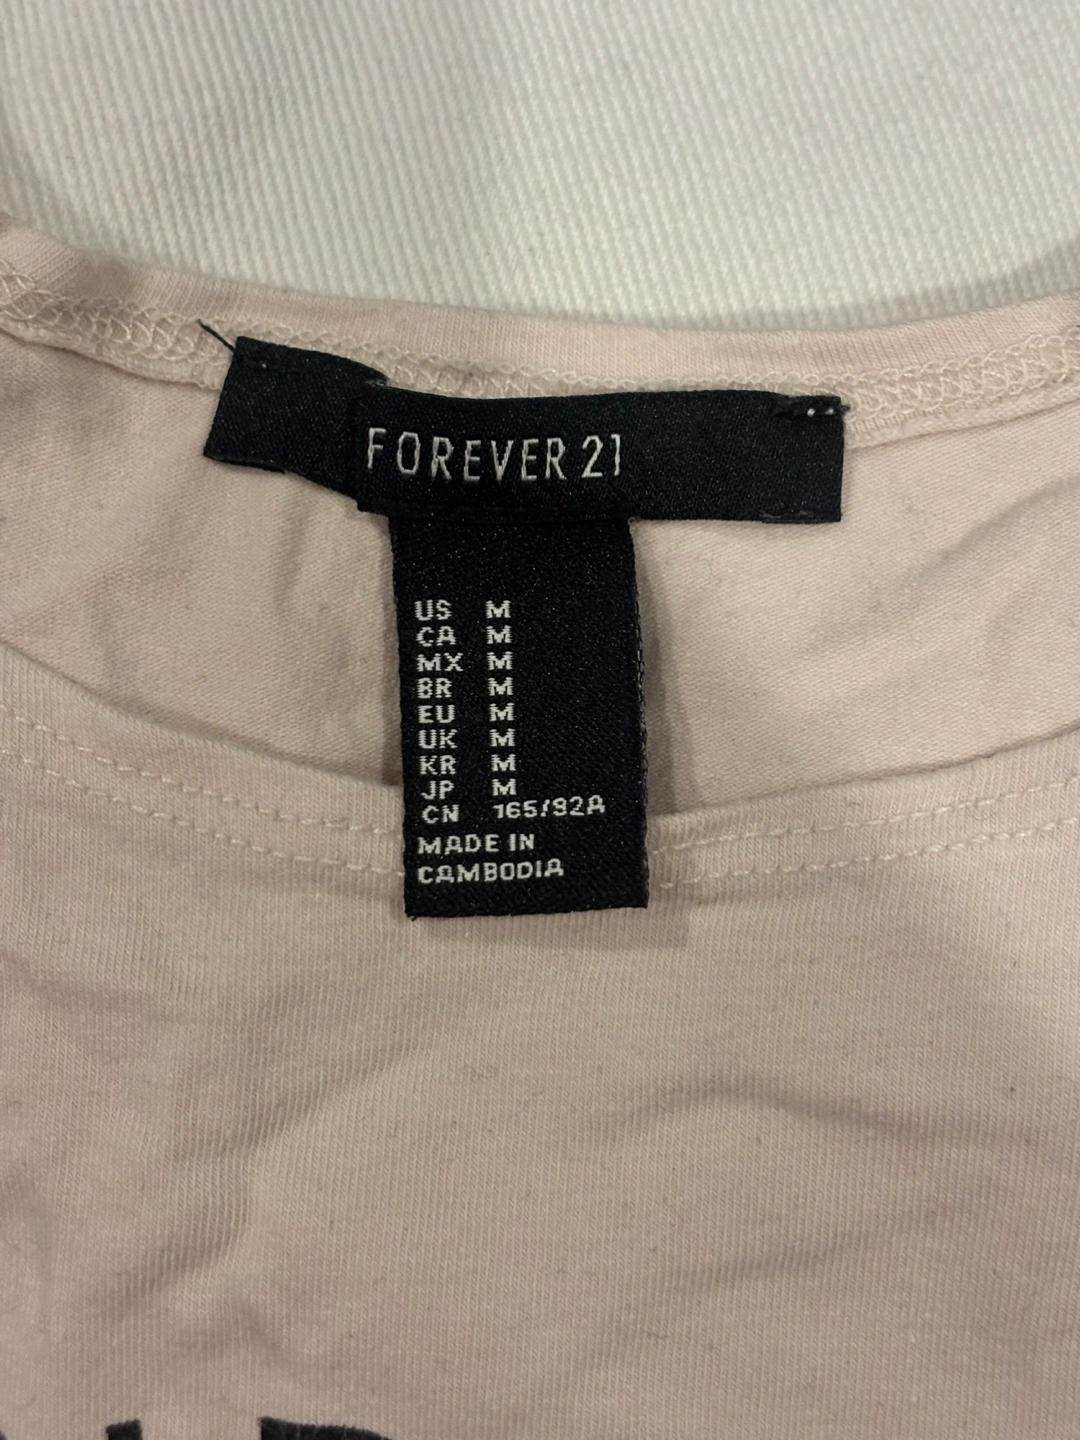 FOREVER 21
US M
CA M
MX M
BR M
EU M
UK M
KR M
JP M
CN 165/92A
MADE IN
CAMBODIA